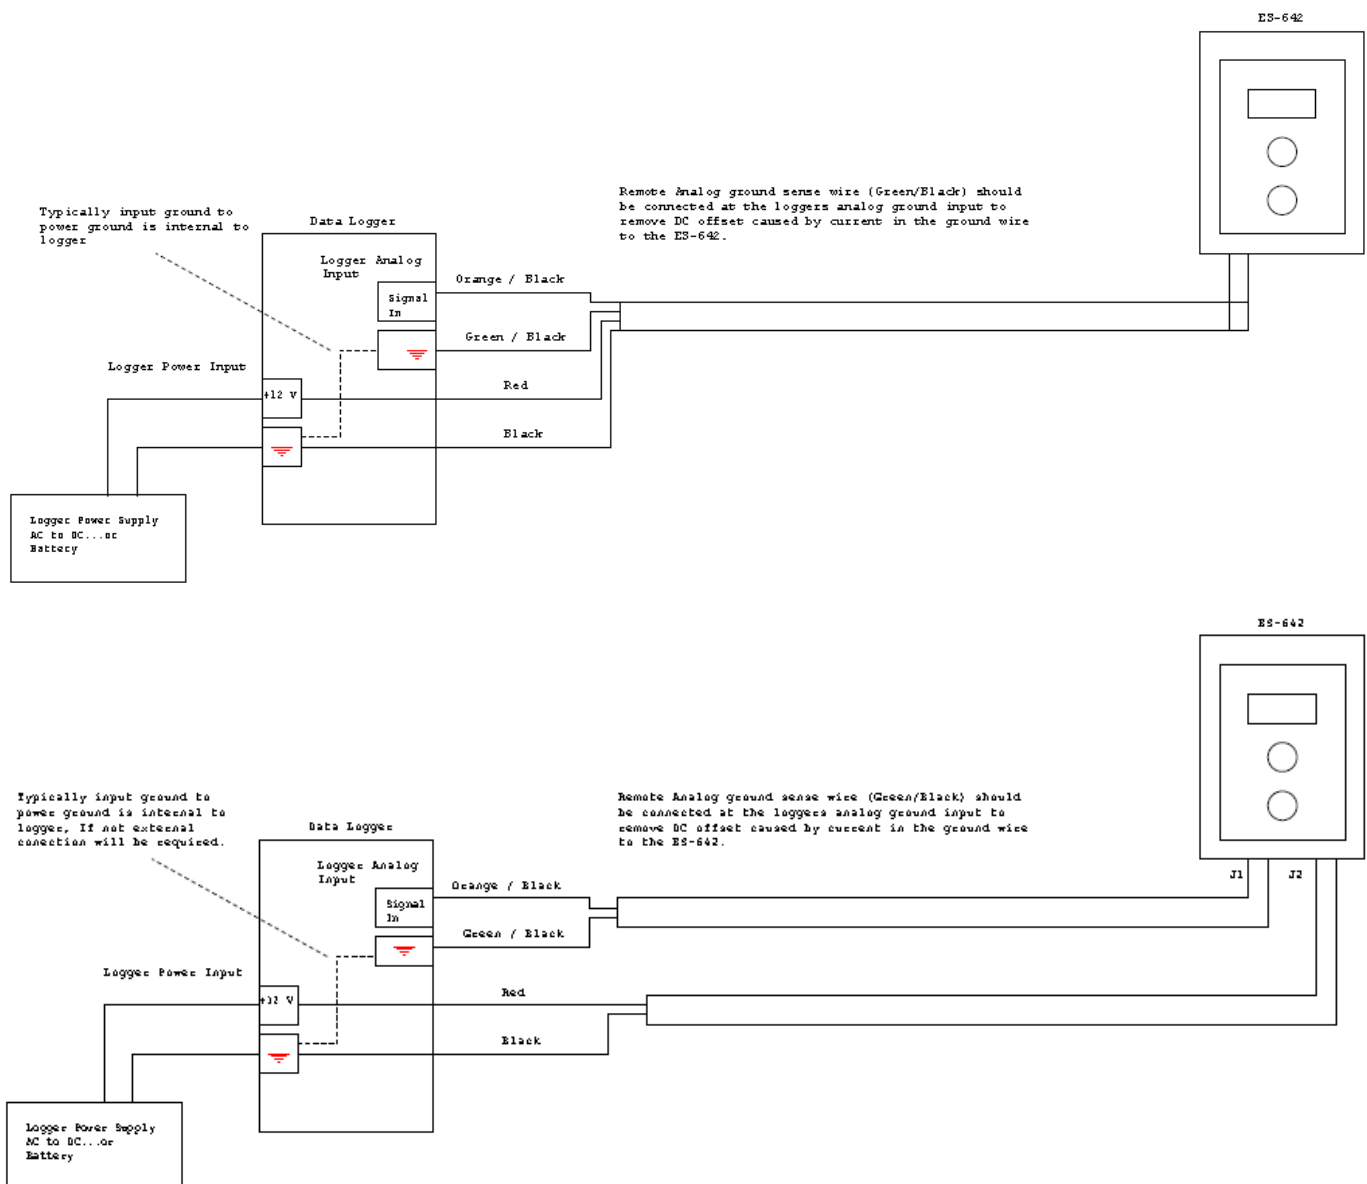 ES-642
Remote Analog ground sense wire (Green/Black) should
be connected at the loggers analog ground input to
remove DC offset caused by current in the ground wire
to the ES-642.
Typically input ground to
power ground is internal to
logger
Data Logger
Logger Analog
Input
Signal
In
Orange / Black
Green / Black
Logger Power Input
+12 V
Red
Black
Logger Power Supply
AC to DC...or
Battery
ES-642
J1
J2
Remote Analog ground sense wire (Green/Black) should
be connected at the loggers analog ground input to
remove DC offset caused by current in the ground wire
to the ES-642.
Typically input ground to
power ground is internal to
logger, If not external
conection will be required.
Data Logger
Logger Analog
Input
Signal
In
Orange / Black
Green / Black
Logger Power Input
+12 V
Red
Black
Logger Power Supply
AC to DC...or
Battery